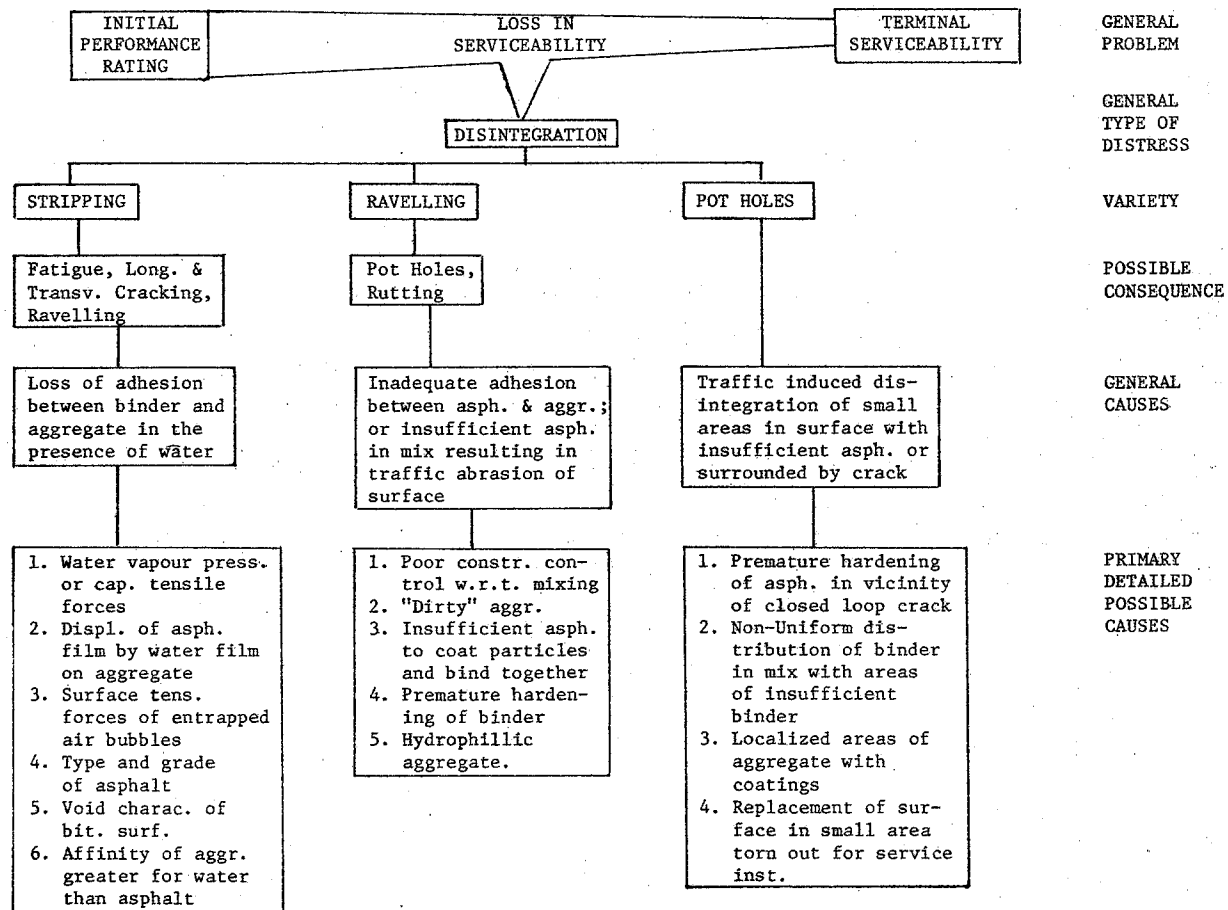 INITIAL
PERFORMANCE
RATING
LOSS IN
SERVICEABILITY
TERMINAL
SERVICEABILITY
GENERAL
PROBLEM
DISINTEGRATION
GENERAL
TYPE OF
DISTRESS
STRIPPING
RAVELLING
POT HOLES
VARIETY
Fatigue, Long. &
Transv. Cracking,
Ravelling
Pot Holes,
Rutting
POSSIBLE
CONSEQUENCE
Loss of adhesion
between binder and
aggregate in the
presence of water
Inadequate adhesion
between asph. & aggr.;
or insufficient asph.
in mix resulting in
traffic abrasion of
surface
Traffic induced dis-
integration of small
areas in surface with
insufficient asph. or
surrounded by crack
GENERAL
CAUSES
1. Water vapour press.
or cap. tensile
forces
2. Displ. of asph.
film by water film
on aggregate
3. Surface tens.
forces of entrapped
air bubbles
4. Type and grade
of asphalt
5. Void charac. of
bit. surf.
6. Affinity of aggr.
greater for water
than asphalt
1. Poor constr. con-
trol w.r.t. mixing
2. "Dirty" aggr.
3. Insufficient asph.
to coat particles
and bind together
4. Premature harden-
ing of binder
5. Hydrophillic
aggregate.
1. Premature hardening
of asph. in vicinity
of closed loop crack
2. Non-Uniform dis-
tribution of binder
in mix with areas
of insufficient
binder
3. Localized areas of
aggregate with
coatings
4. Replacement of sur-
face in small area
torn out for service
inst.
PRIMARY
DETAILED
POSSIBLE
CAUSES